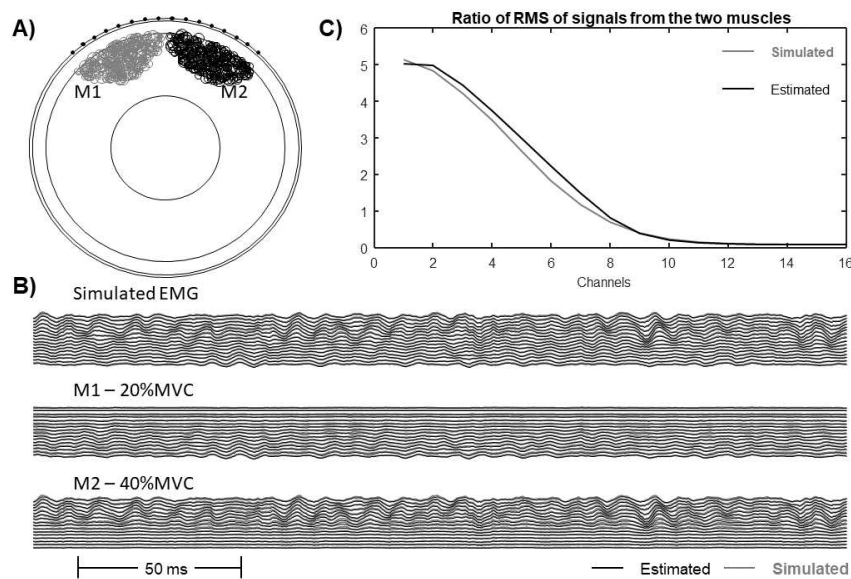 A)
M1
M2
C)
Ratio of RMS of signals from the two muscles
6
5
4
3
2
1
0
0 2 4 6 8 10 12 14 16
Channels
Simulated
Estimated
B)
Simulated EMG
M1 – 20%MVC
M2 – 40%MVC
50 ms
Estimated
Simulated